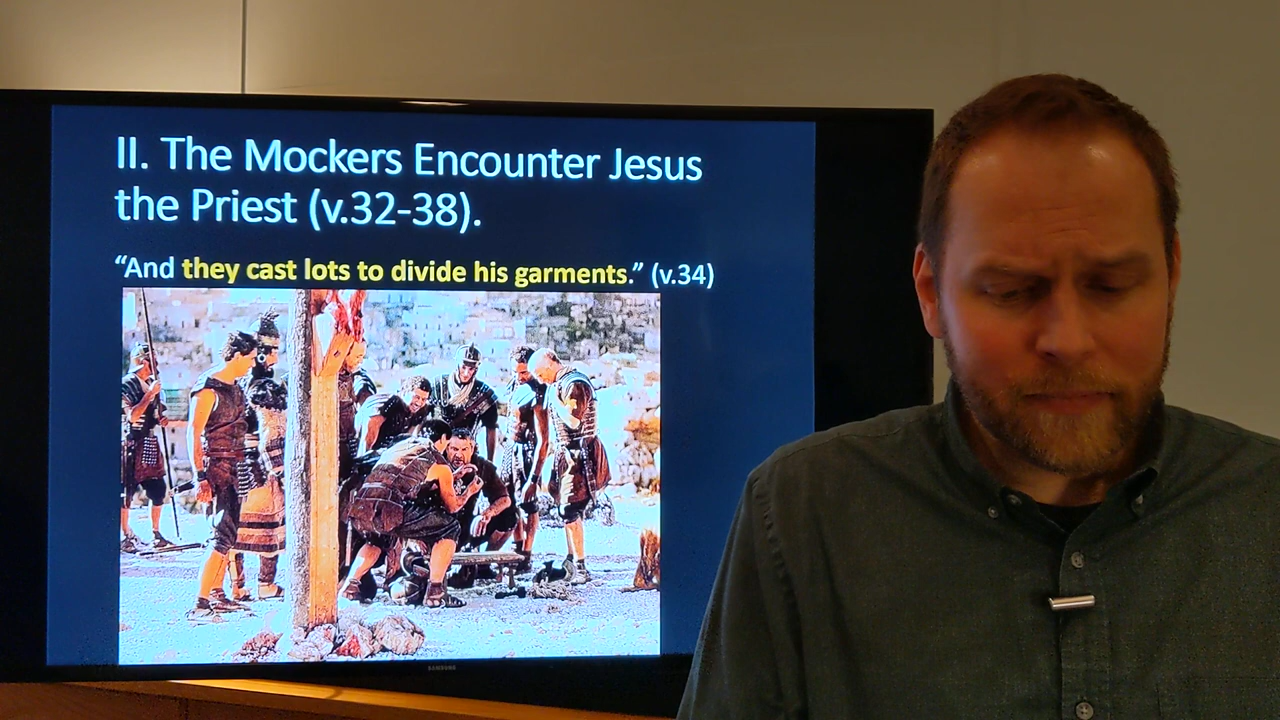 II. The Mockers Encounter Jesus
the Priest (v.32-38).
“And they cast lots to divide his garments.” (v.34)
SAMSUNG